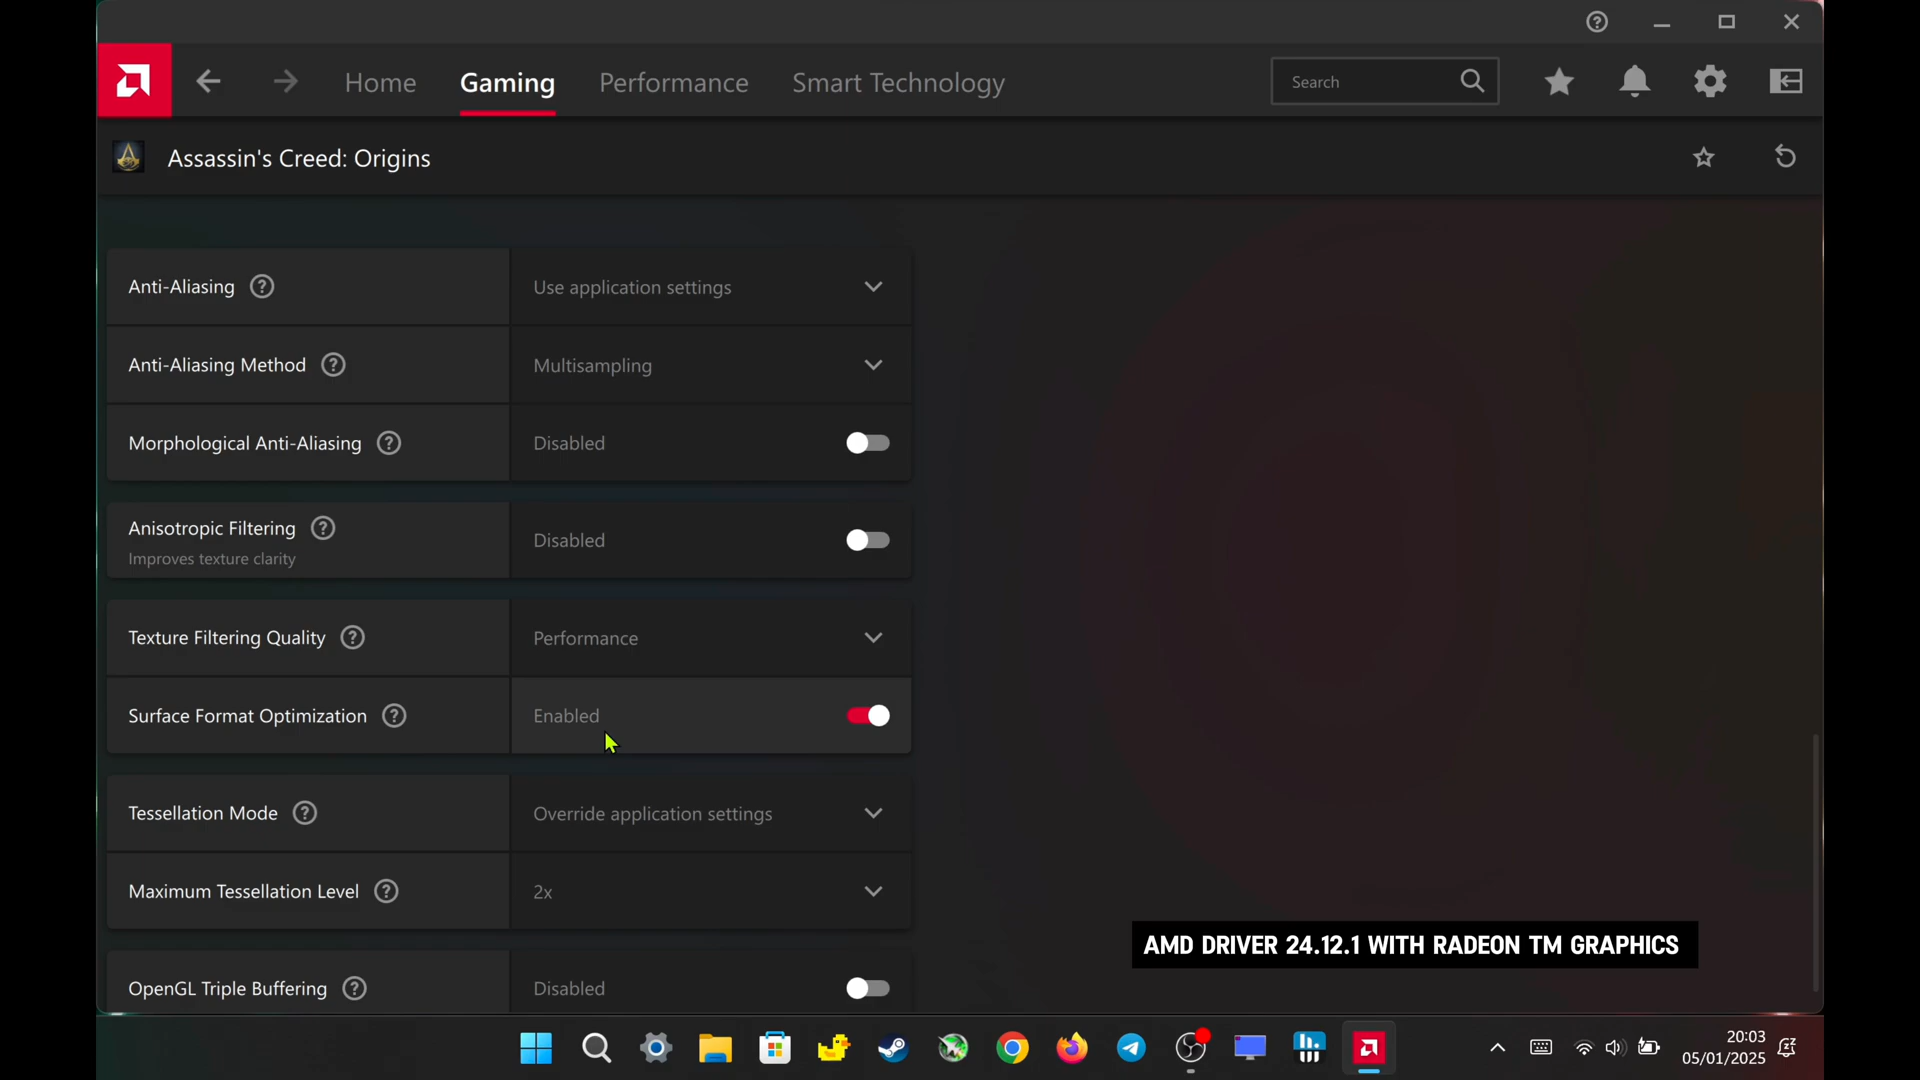 Home
Gaming
Performance
Smart Technology
Search
Assassin's Creed: Origins
Anti-Aliasing
Use application settings
Anti-Aliasing Method
Multisampling
Morphological Anti-Aliasing
Disabled
Anisotropic Filtering
Improves texture clarity
Disabled
Texture Filtering Quality
Performance
Surface Format Optimization
Enabled
Tessellation Mode
Override application settings
Maximum Tessellation Level
2x
AMD DRIVER 24.12.1 WITH RADEON TM GRAPHICS
OpenGL Triple Buffering
Disabled
20:03
05/01/2025